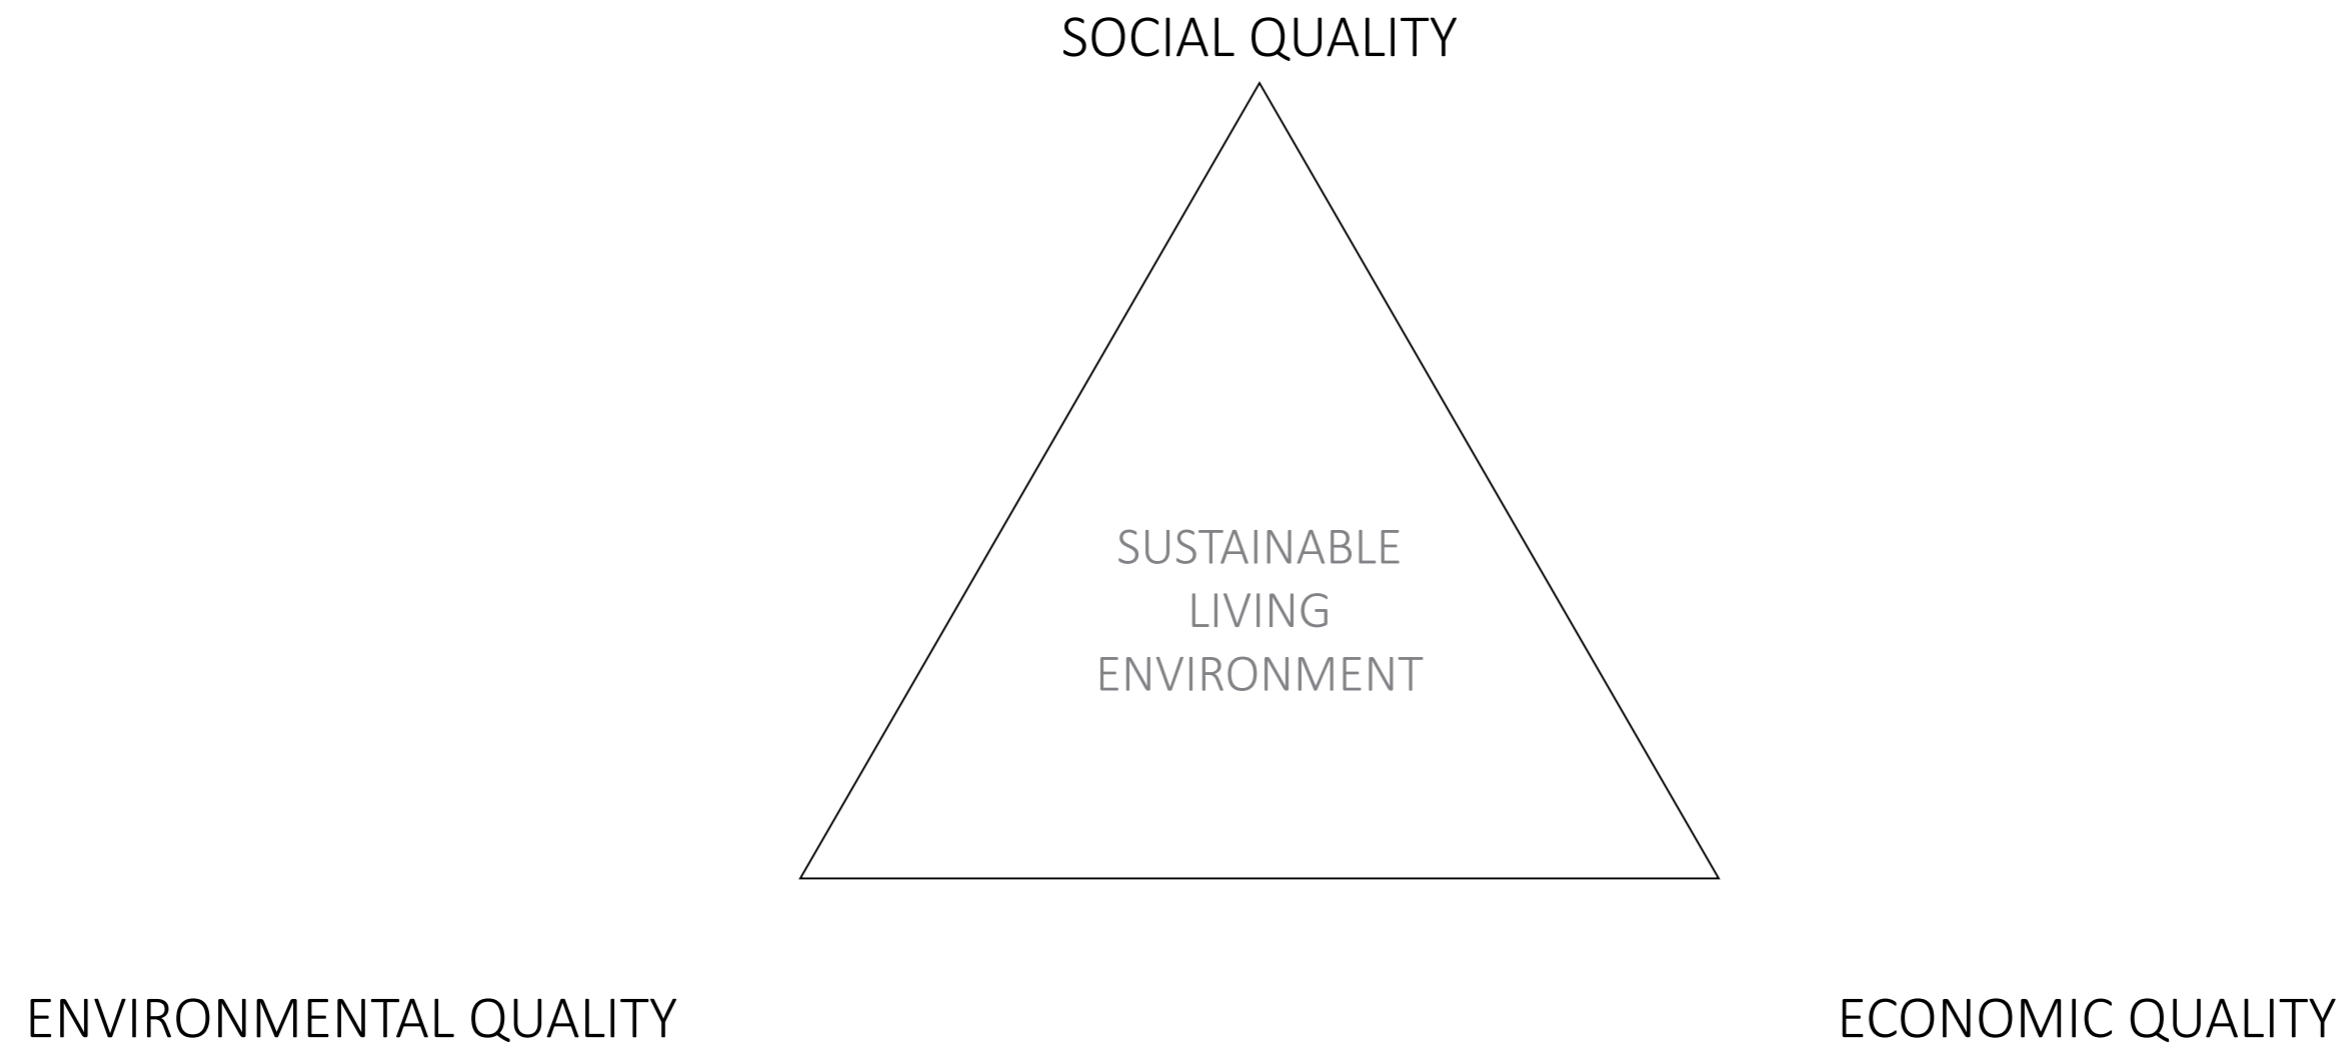 SOCIAL QUALITY
SUSTAINABLE
LIVING
ENVIRONMENT
ENVIRONMENTAL QUALITY
ECONOMIC QUALITY